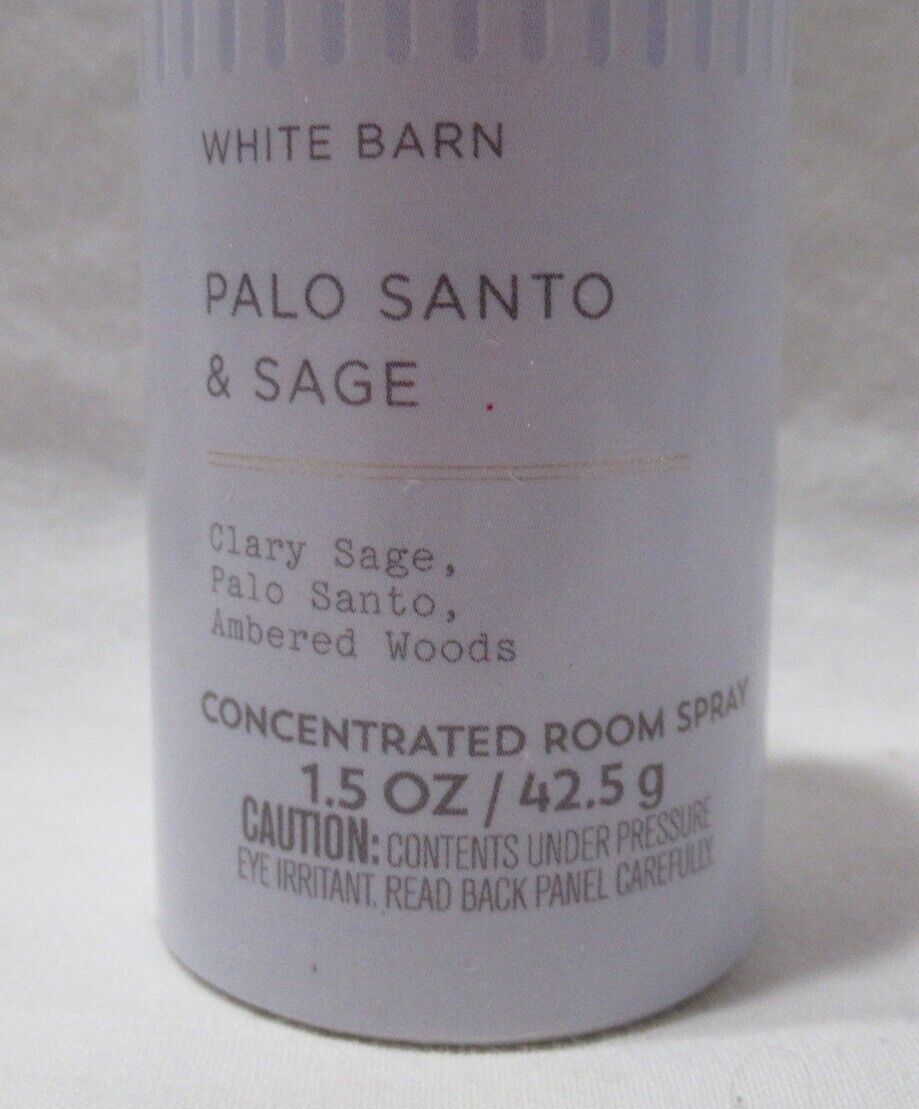 WHITE BARN
PALO SANTO
& SAGE
Clary Sage,
Palo Santo,
Ambered Woods
CONCENTRATED ROOM SPRAY
1.5 OZ / 42.5 g
CAUTION: CONTENTS UNDER PRESSURE
EYE IRRITANT. READ BACK PANEL CAREFULLY.